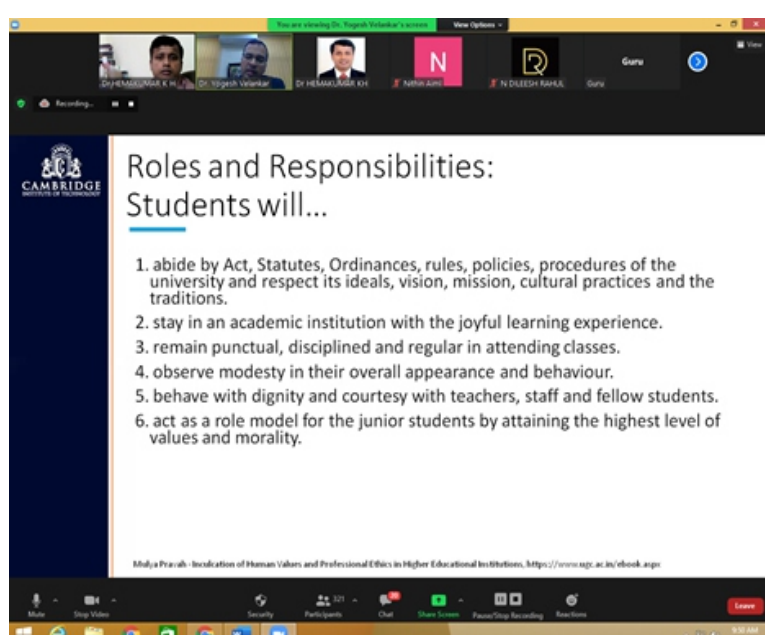 You are viewing Dr. Yogesh Velankar's screen View Options
View
Dr HEMAKUMAR K H
Dr. Yogesh Velankar
Dr HEMAKUMAR KH
N
Nithin Aimi
N DILEESH RAHUL
Guru
Guru
Recording...
CAMBRIDGE
INSTITUTE OF TECHNOLOGY
Roles and Responsibilities:
Students will...
1. abide by Act, Statutes, Ordinances, rules, policies, procedures of the
university and respect its ideals, vision, mission, cultural practices and the
traditions.
2. stay in an academic institution with the joyful learning experience.
3. remain punctual, disciplined and regular in attending classes.
4. observe modesty in their overall appearance and behaviour.
5. behave with dignity and courtesy with teachers, staff and fellow students.
6. act as a role model for the junior students by attaining the highest level of
values and morality.
Mulya Pravah - Inculcation of Human Values and Professional Ethics in Higher Educational Institutions, https://www.ugc.ac.in/ebook.aspx
321
Mute Stop Video Security Participants Chat Share Screen Pause/Stop Recording Reactions Leave
9:50 AM